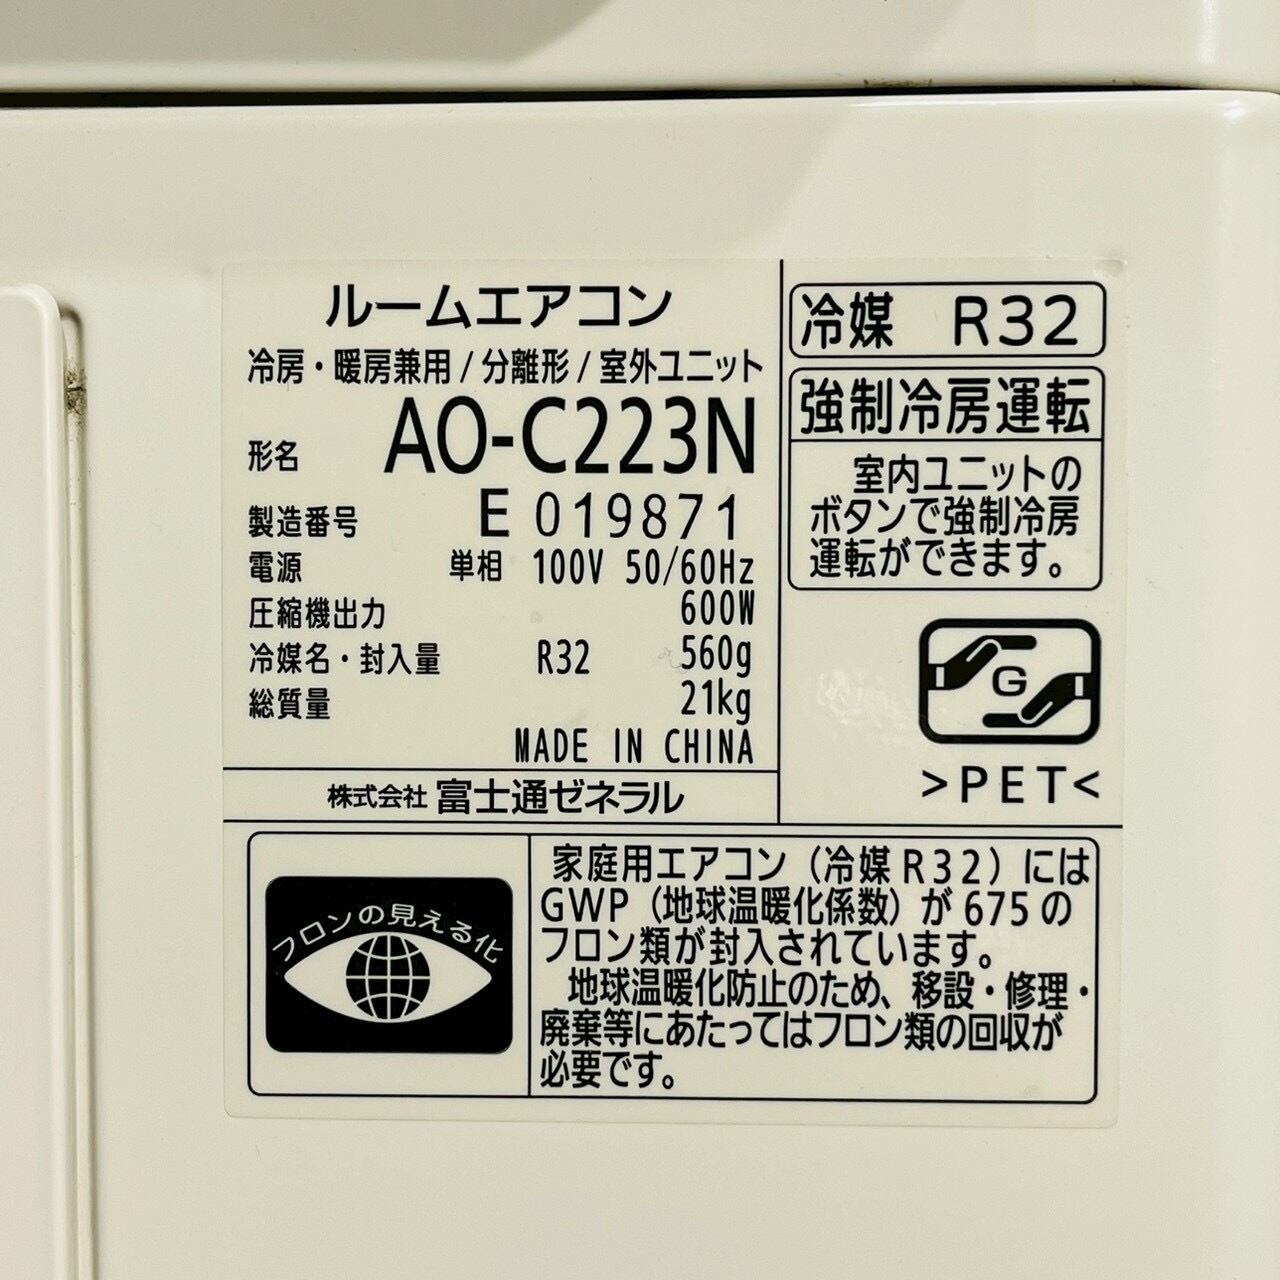 ルームエアコン
冷房・暖房兼用 / 分離形 / 室外ユニット
形名 AO-C223N
製造番号 E 019871
電源 単相 100V 50/60Hz
圧縮機出力 600W
冷媒名・封入量 R32 560g
総質量 21kg
MADE IN CHINA
株式会社 富士通ゼネラル
冷媒 R32
強制冷房運転
室内ユニットの
ボタンで強制冷房
運転ができます。
G
>PET<
フロンの見える化
家庭用エアコン（冷媒R32）には
GWP（地球温暖化係数）が675の
フロン類が封入されています。
地球温暖化防止のため、移設・修理・
廃棄等にあたってはフロン類の回収が
必要です。